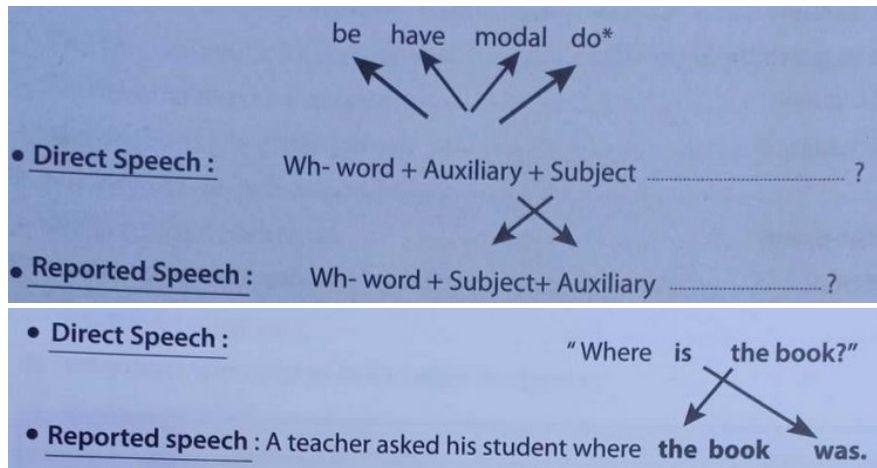 be have modal do*
• Direct Speech : Wh- word + Auxiliary + Subject ........................................ ?
• Reported Speech : Wh- word + Subject+ Auxiliary .............................. ?
• Direct Speech : “Where is the book?”
• Reported speech : A teacher asked his student where the book was.